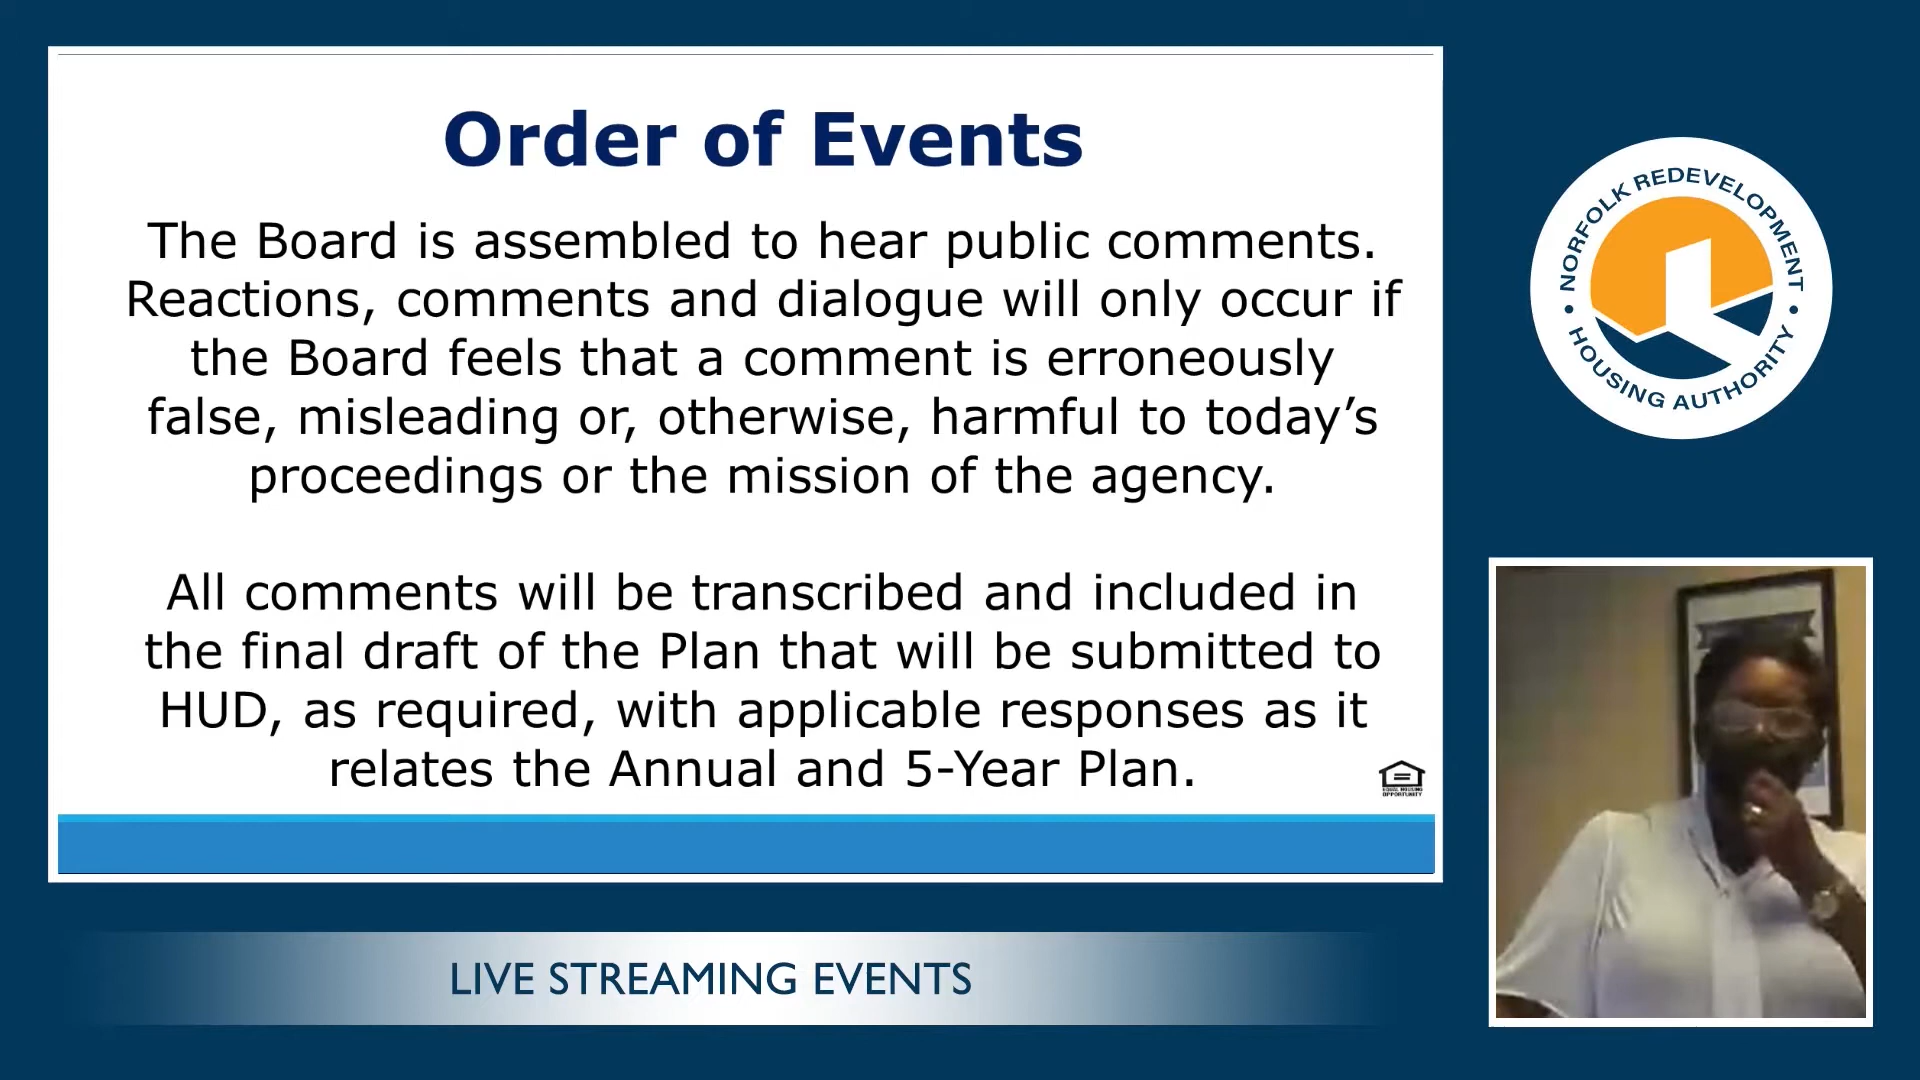 Order of Events
The Board is assembled to hear public comments.
Reactions, comments and dialogue will only occur if
the Board feels that a comment is erroneously
false, misleading or, otherwise, harmful to today’s
proceedings or the mission of the agency.
All comments will be transcribed and included in
the final draft of the Plan that will be submitted to
HUD, as required, with applicable responses as it
relates the Annual and 5-Year Plan.
EQUAL HOUSING
OPPORTUNITY
NORFOLK REDEVELOPMENT
• HOUSING AUTHORITY •
LIVE STREAMING EVENTS